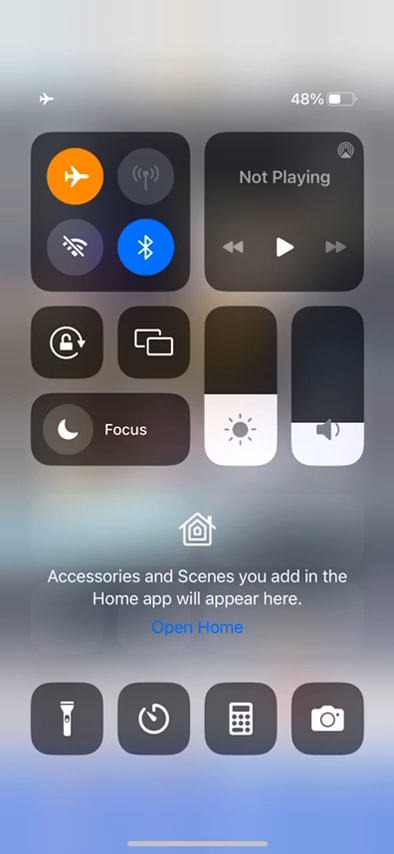 48%
Not Playing
Focus
Accessories and Scenes you add in the
Home app will appear here.
Open Home